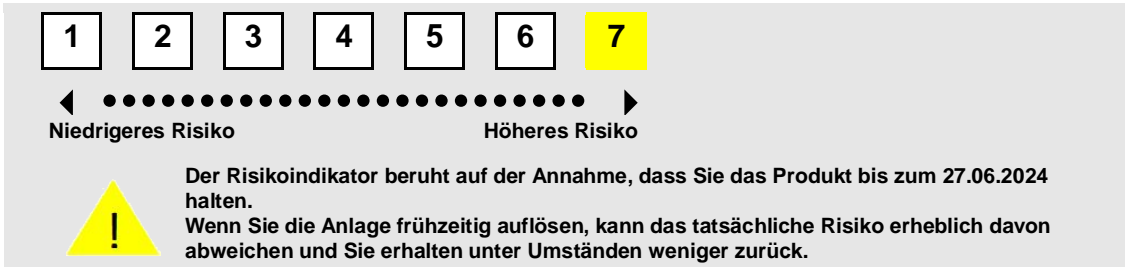 1 2 3 4 5 6 7
Niedrigeres Risiko Höheres Risiko
Der Risikoindikator beruht auf der Annahme, dass Sie das Produkt bis zum 27.06.2024
halten.
Wenn Sie die Anlage frühzeitig auflösen, kann das tatsächliche Risiko erheblich davon
abweichen und Sie erhalten unter Umständen weniger zurück.
!